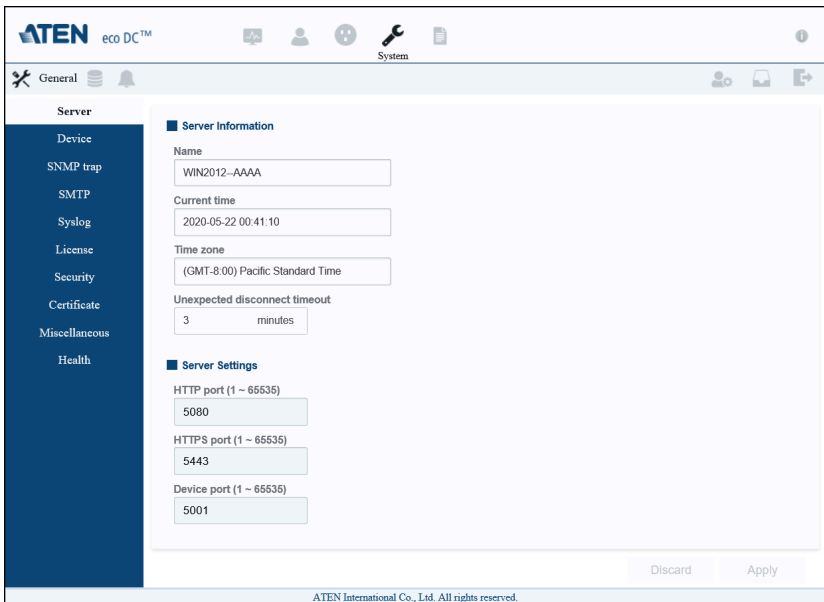 ATEN eco DC™
System
General
Server
Device
SNMP trap
SMTP
Syslog
License
Security
Certificate
Miscellaneous
Health
Server Information
Name
WIN2012--AAAA
Current time
2020-05-22 00:41:10
Time zone
(GMT-8:00) Pacific Standard Time
Unexpected disconnect timeout
3 minutes
Server Settings
HTTP port (1 ~ 65535)
5080
HTTPS port (1 ~ 65535)
5443
Device port (1 ~ 65535)
5001
Discard Apply
ATEN International Co., Ltd. All rights reserved.